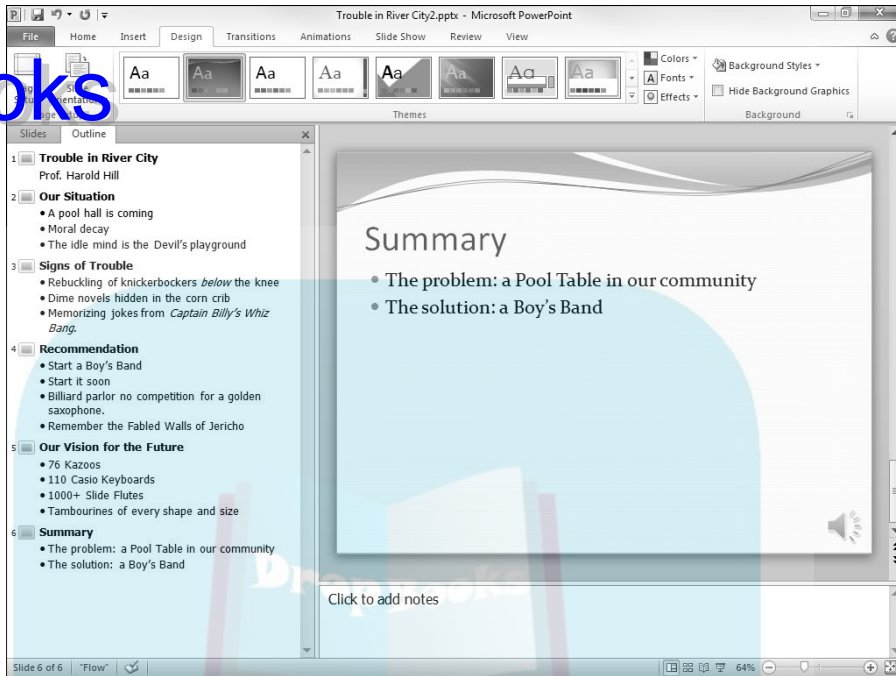 Trouble in River City2.pptx - Microsoft PowerPoint
File Home Insert Design Transitions Animations Slide Show Review View
Aa Aa Aa Aa Aa Aa Aa Aa
Colors
Fonts
Effects
Background Styles
Hide Background Graphics
Themes
Background
oks
Slides Outline
1 Trouble in River City
Prof. Harold Hill
2 Our Situation
• A pool hall is coming
• Moral decay
• The idle mind is the Devil's playground
3 Signs of Trouble
• Rebuckling of knickerbockers below the knee
• Dime novels hidden in the corn crib
• Memorizing jokes from Captain Billy's Whiz
Bang.
4 Recommendation
• Start a Boy's Band
• Start it soon
• Billiard parlor no competition for a golden
saxophone.
• Remember the Fabled Walls of Jericho
5 Our Vision for the Future
• 76 Kazoos
• 110 Casio Keyboards
• 1000+ Slide Flutes
• Tambourines of every shape and size
6 Summary
• The problem: a Pool Table in our community
• The solution: a Boy's Band
Summary
• The problem: a Pool Table in our community
• The solution: a Boy's Band
DropBooks
Click to add notes
Slide 6 of 6 "Flow" 64%